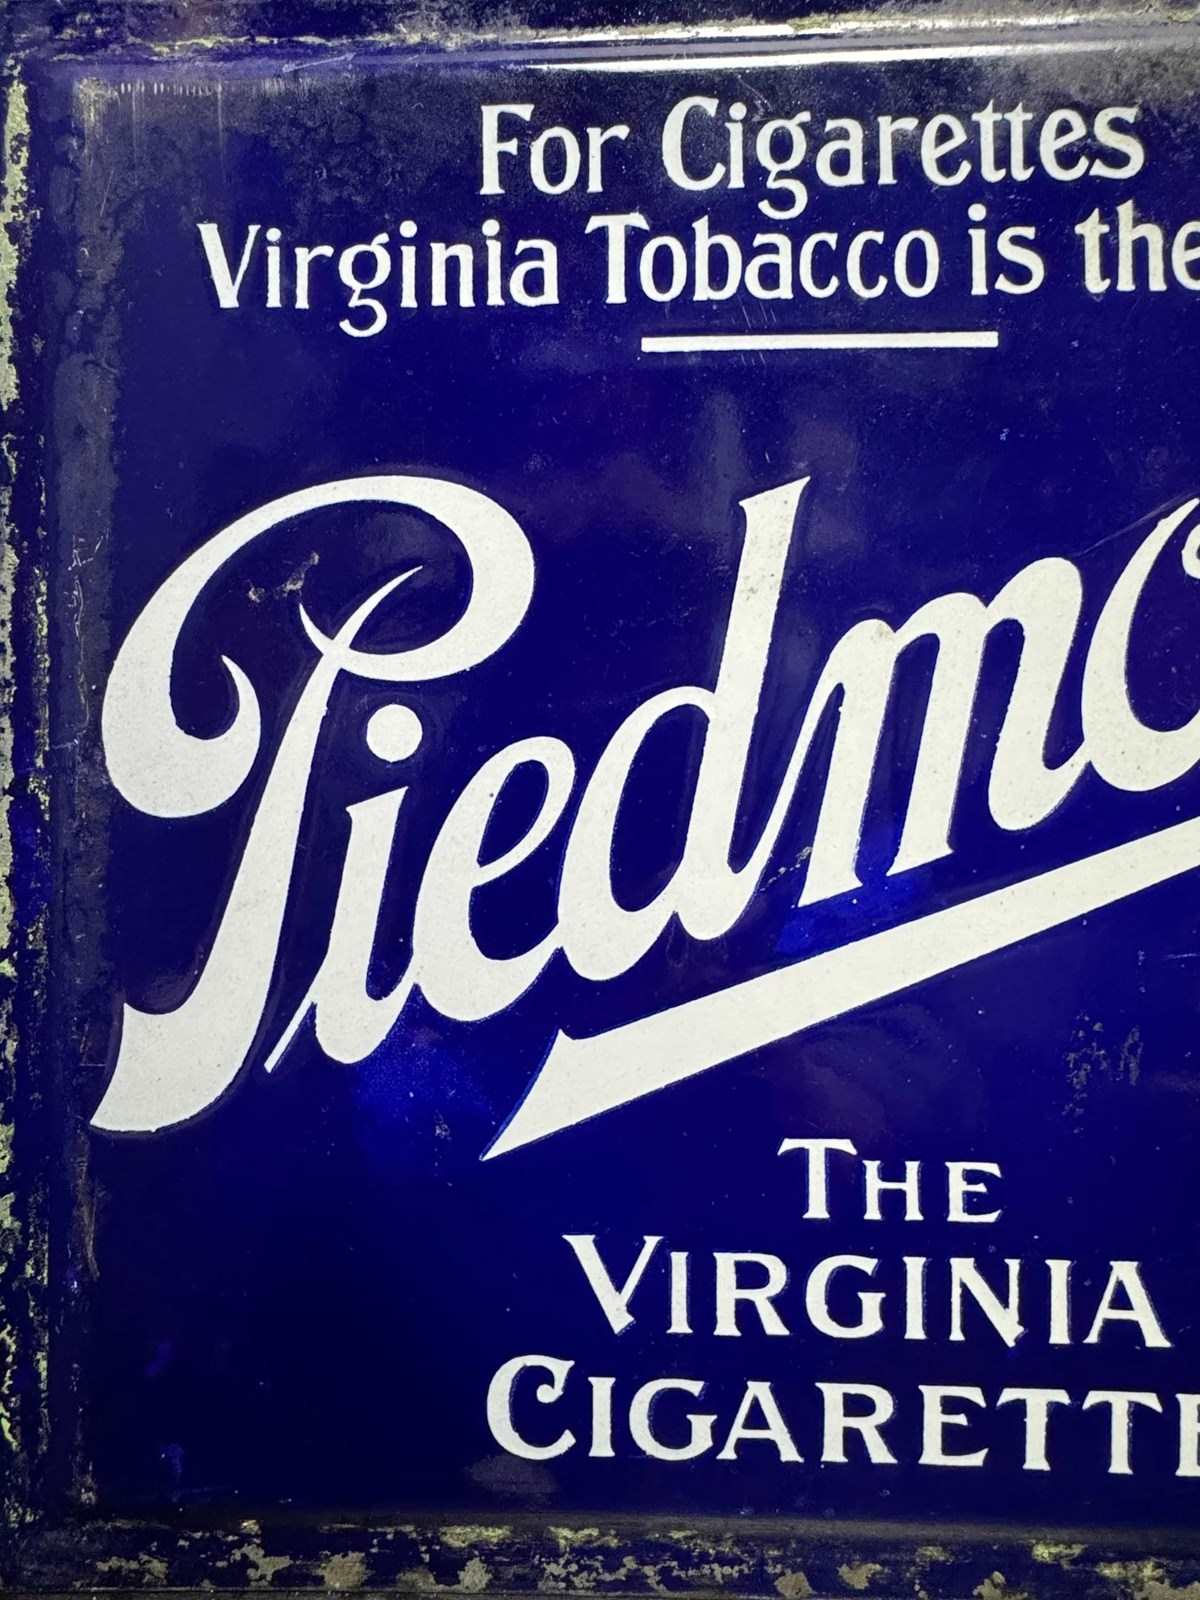 For Cigarettes
Virginia Tobacco is the
Piedmo
THE
VIRGINIA
CIGARETTE